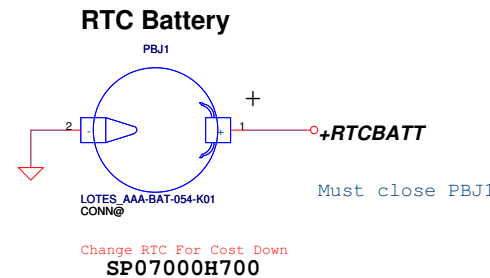 RTC Battery
PBJ1
+
2
-
+
1
+RTCBATT
Must close PBJ1
LOTES_AAA-BAT-054-K01
CONN@
Change RTC For Cost Down
SP07000H700